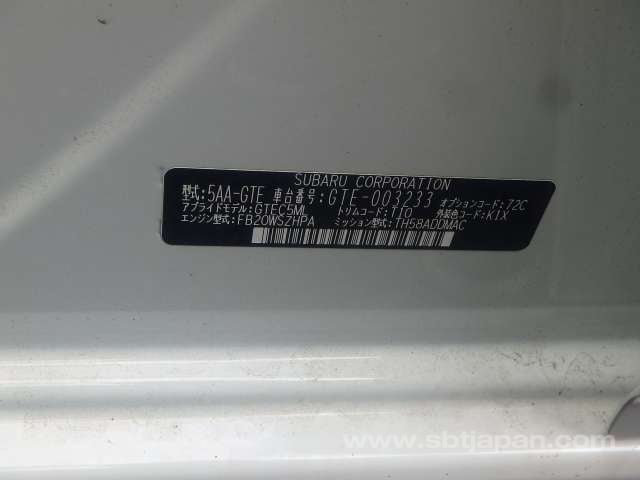 SUBARU CORPORATION
型式:5AA-GTE 車台番号:GTE-003233 オプションコード:72C
アプライドモデル:GTEC5ML トリムコード:TTO 外装色コード:K1X
エンジン型式:FB20WSZHPA ミッション型式:TH58ADDMAC
www.sbtjapan.com